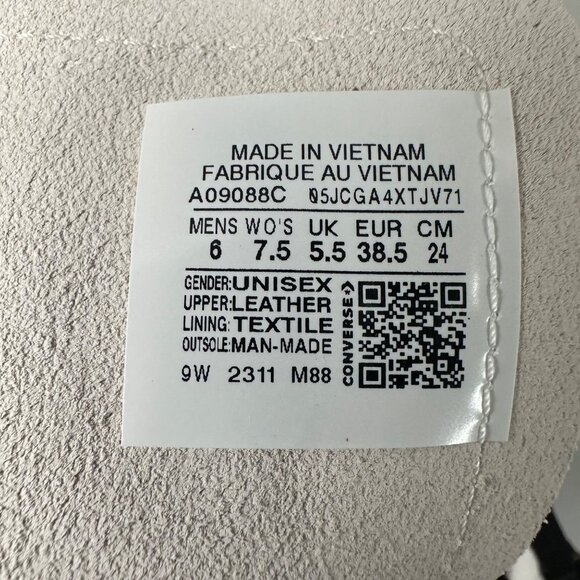 MADE IN VIETNAM
FABRIQUE AU VIETNAM
A09088C 05JCGA4XTJV71
MENS WO'S UK EUR CM
6 7.5 5.5 38.5 24
GENDER:UNISEX
UPPER:LEATHER
LINING:TEXTILE
OUTSOLE:MAN-MADE
CONVERSE
9W 2311 M88